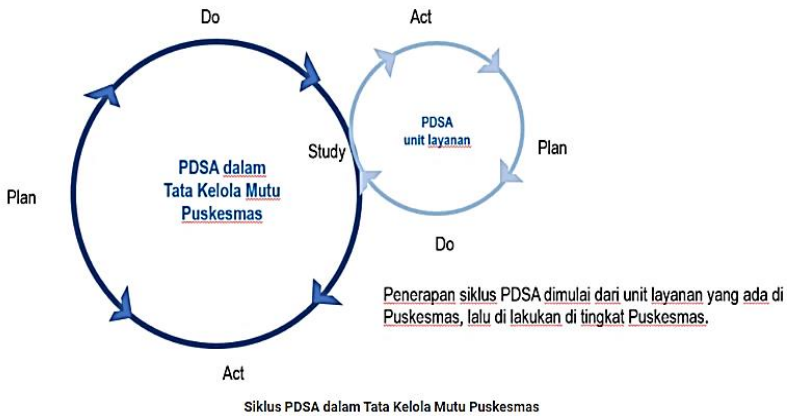 Do
Act
PDSA
unit layanan
Study
Plan
PDSA dalam
Tata Kelola Mutu
Puskesmas
Plan
Do
Penerapan siklus PDSA dimulai dari unit layanan yang ada di
Puskesmas, lalu di lakukan di tingkat Puskesmas.
Act
Siklus PDSA dalam Tata Kelola Mutu Puskesmas